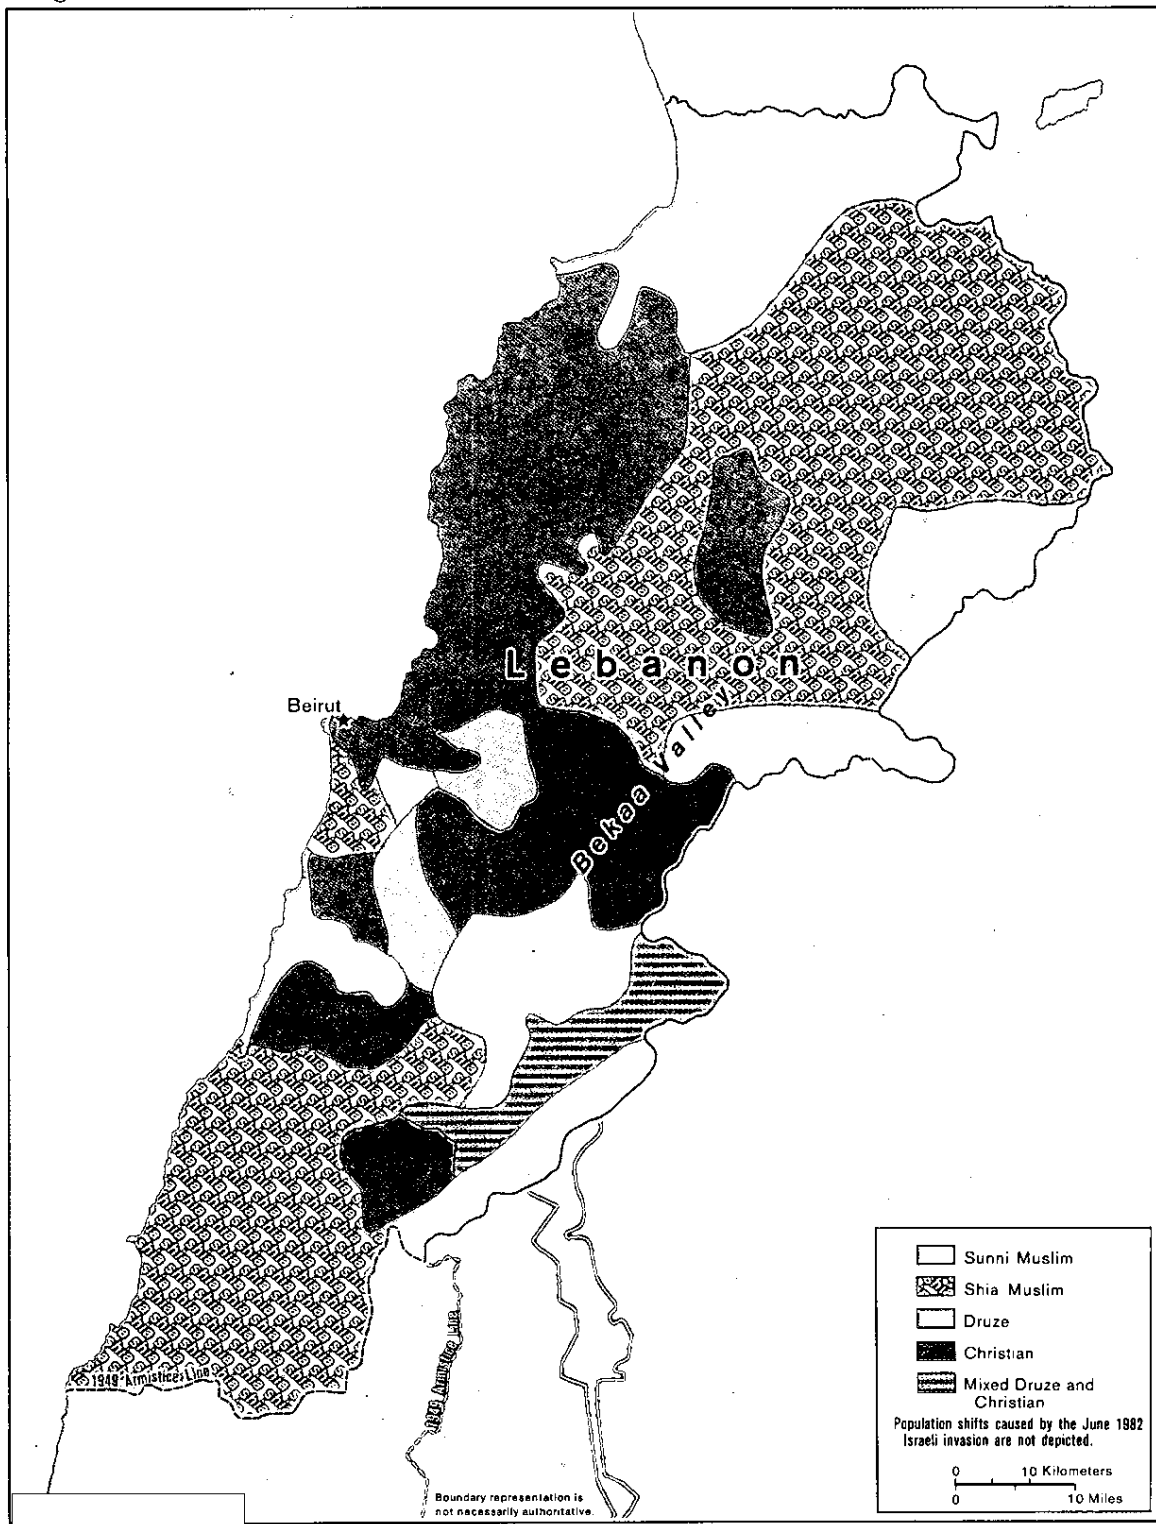 Lebanon
Beirut
Bekaa Valley
1949 Armistice Line
1949 Armistice Line
Sunni Muslim
Shia Muslim
Druze
Christian
Mixed Druze and
Christian
Population shifts caused by the June 1982
Israeli invasion are not depicted.
0 10 Kilometers
0 10 Miles
Boundary representation is
not necessarily authoritative.